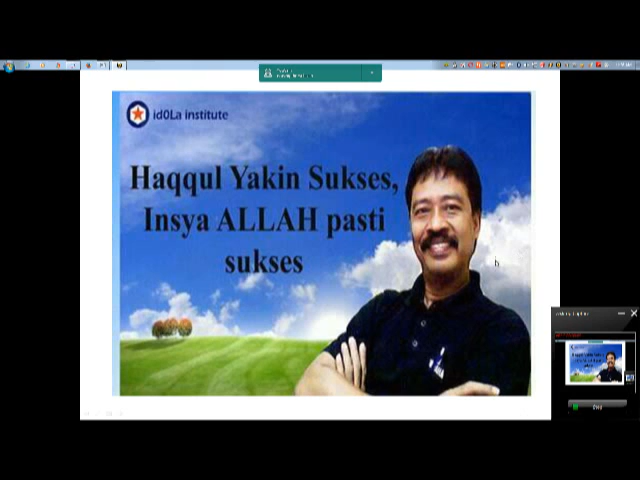 id0La institute
Haqqul Yakin Sukses,
Insya ALLAH pasti
sukses